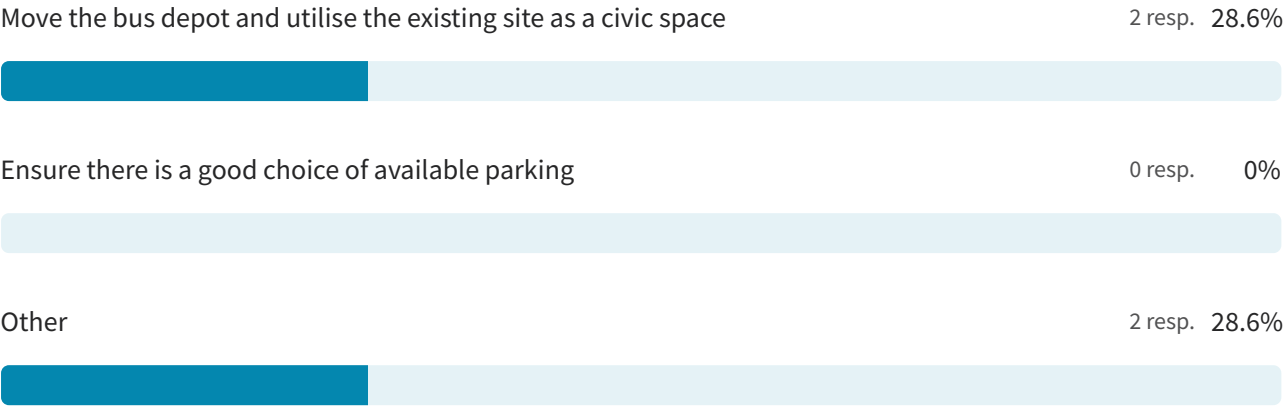 Move the bus depot and utilise the existing site as a civic space 2 resp. 28.6%
Ensure there is a good choice of available parking 0 resp. 0%
Other 2 resp. 28.6%